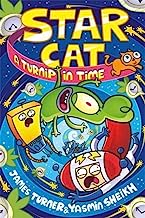 STAR
CAT
A TURNIP in TIME
JAMES TURNER & YASMIN SHEIKH